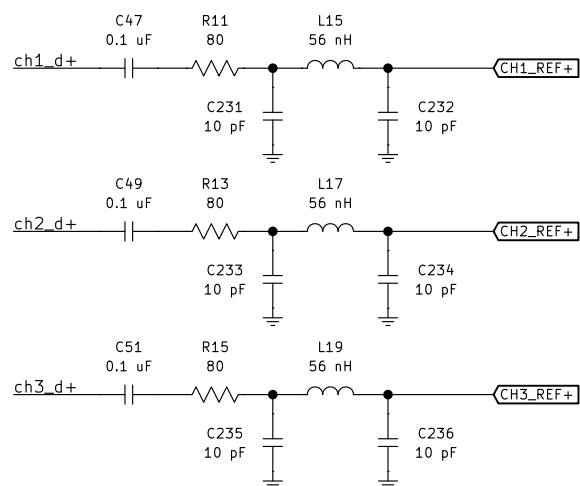 C47 R11 L15
0.1 uF 80 56 nH
ch1_d+ CH1_REF+
C231 C232
10 pF 10 pF
C49 R13 L17
0.1 uF 80 56 nH
ch2_d+ CH2_REF+
C233 C234
10 pF 10 pF
C51 R15 L19
0.1 uF 80 56 nH
ch3_d+ CH3_REF+
C235 C236
10 pF 10 pF